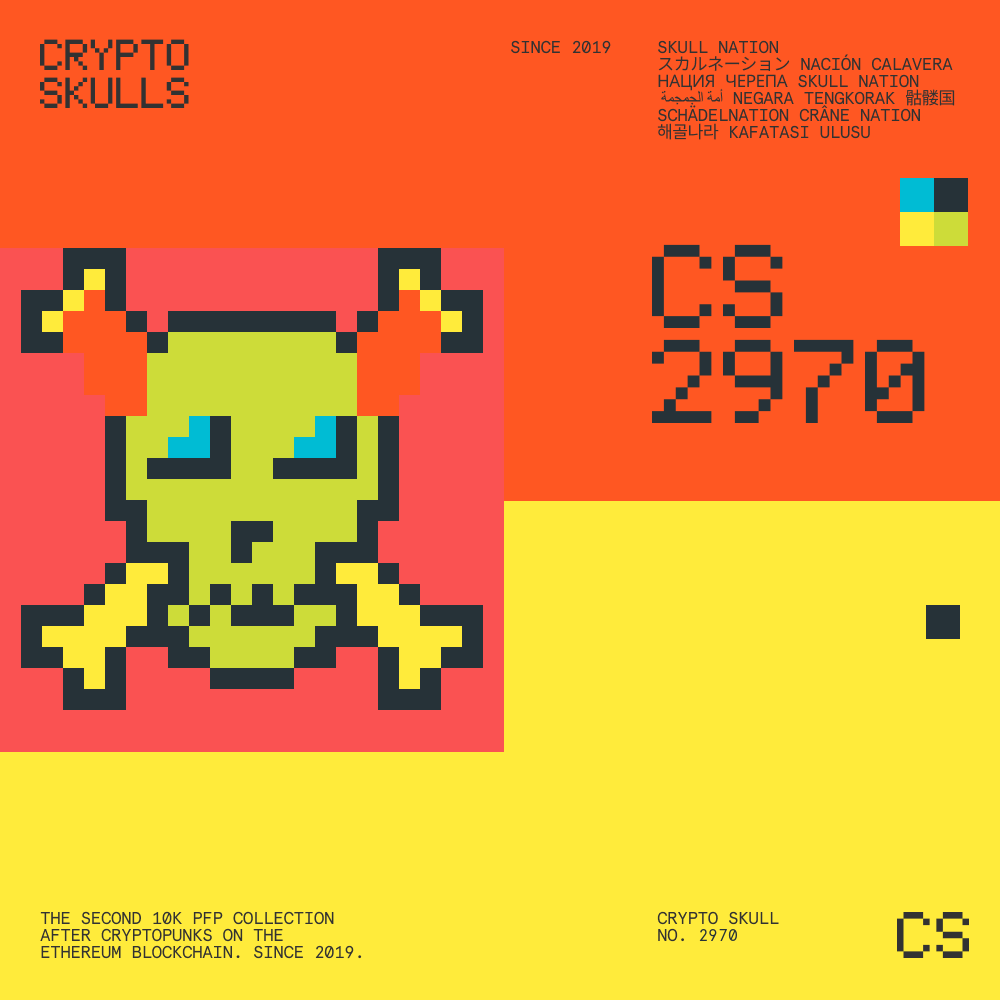 CRYPTO
SKULLS
SINCE 2019
SKULL NATION
スカルネーション NACIÓN CALAVERA
НАЦИЯ ЧЕРЕПА SKULL NATION
أمة الجمجمة NEGARA TENGKORAK 骷髅国
SCHÄDELNATION CRÂNE NATION
해골나라 KAFATASI ULUSU
CS
2970
THE SECOND 10K PFP COLLECTION
AFTER CRYPTOPUNKS ON THE
ETHEREUM BLOCKCHAIN. SINCE 2019.
CRYPTO SKULL
NO. 2970
CS